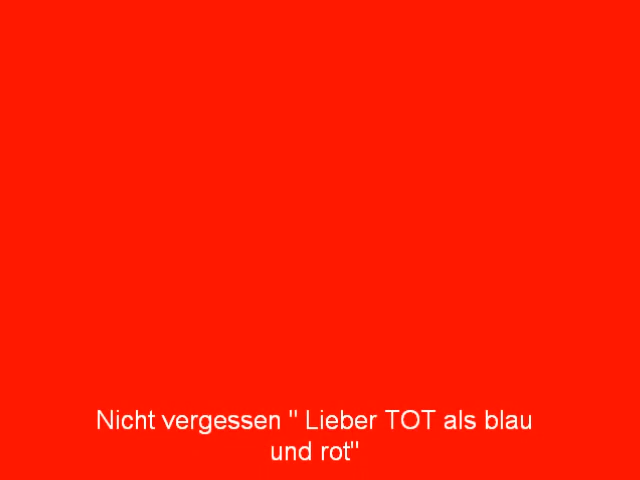 Nicht vergessen " Lieber TOT als blau
und rot"